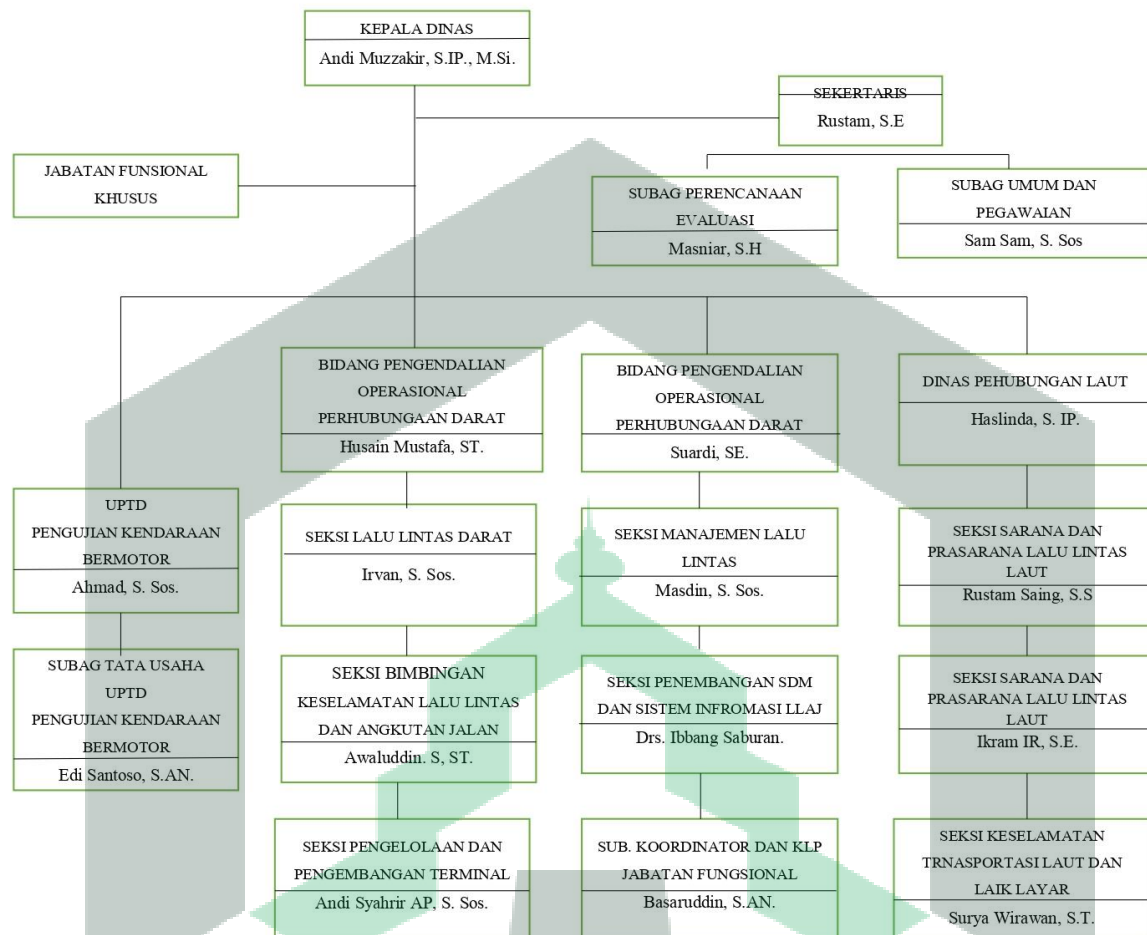 KEPALA DINAS
Andi Muzzakir, S.IP., M.Si.
SEKERTARIS
Rustam, S.E
JABATAN FUNSIONAL
KHUSUS
SUBAG PERENCANAAN
EVALUASI
Masniar, S.H
SUBAG UMUM DAN
PEGAWAIAN
Sam Sam, S. Sos
BIDANG PENGENDALIAN
OPERASIONAL
PERHUBUNGAAN DARAT
Husain Mustafa, ST.
BIDANG PENGENDALIAN
OPERASIONAL
PERHUBUNGAAN DARAT
Suardi, SE.
DINAS PEHUBUNGAN LAUT
Haslinda, S. IP.
UPTD
PENGUJIAN KENDARAAN
BERMOTOR
Ahmad, S. Sos.
SEKSI LALU LINTAS DARAT
Irvan, S. Sos.
SEKSI MANAJEMEN LALU
LINTAS
Masdin, S. Sos.
SEKSI SARANA DAN
PRASARANA LALU LINTAS
LAUT
Rustam Saing, S.S
SUBAG TATA USAHA
UPTD
PENGUJIAN KENDARAAN
BERMOTOR
Edi Santoso, S.AN.
SEKSI BIMBINGAN
KESELAMATAN LALU LINTAS
DAN ANGKUTAN JALAN
Awaluddin. S, ST.
SEKSI PENEMBANGAN SDM
DAN SISTEM INFROMASI LLAJ
Drs. Ibbang Saburan.
SEKSI SARANA DAN
PRASARANA LALU LINTAS
LAUT
Ikram IR, S.E.
SEKSI PENGELOLAAN DAN
PENGEMBANGAN TERMINAL
Andi Syahrir AP, S. Sos.
SUB. KOORDINATOR DAN KLP
JABATAN FUNGSIONAL
Basaruddin, S.AN.
SEKSI KESELAMATAN
TRNASPORTASI LAUT DAN
LAIK LAYAR
Surya Wirawan, S.T.